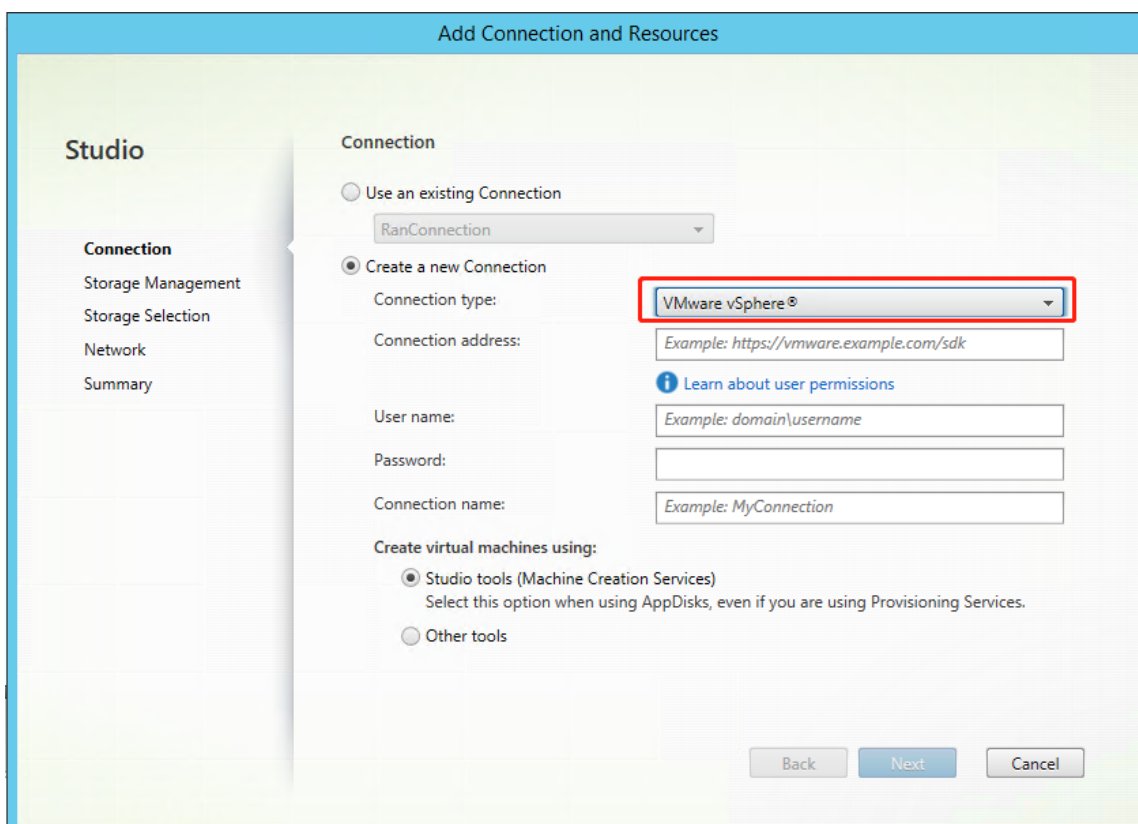 Add Connection and Resources
Studio
Connection
Storage Management
Storage Selection
Network
Summary
Connection
Use an existing Connection
RanConnection
Create a new Connection
Connection type:
VMware vSphere®
Connection address:
Example: https://vmware.example.com/sdk
Learn about user permissions
User name:
Example: domain\username
Password:
Connection name:
Example: MyConnection
Create virtual machines using:
Studio tools (Machine Creation Services)
Select this option when using AppDisks, even if you are using Provisioning Services.
Other tools
Back
Next
Cancel